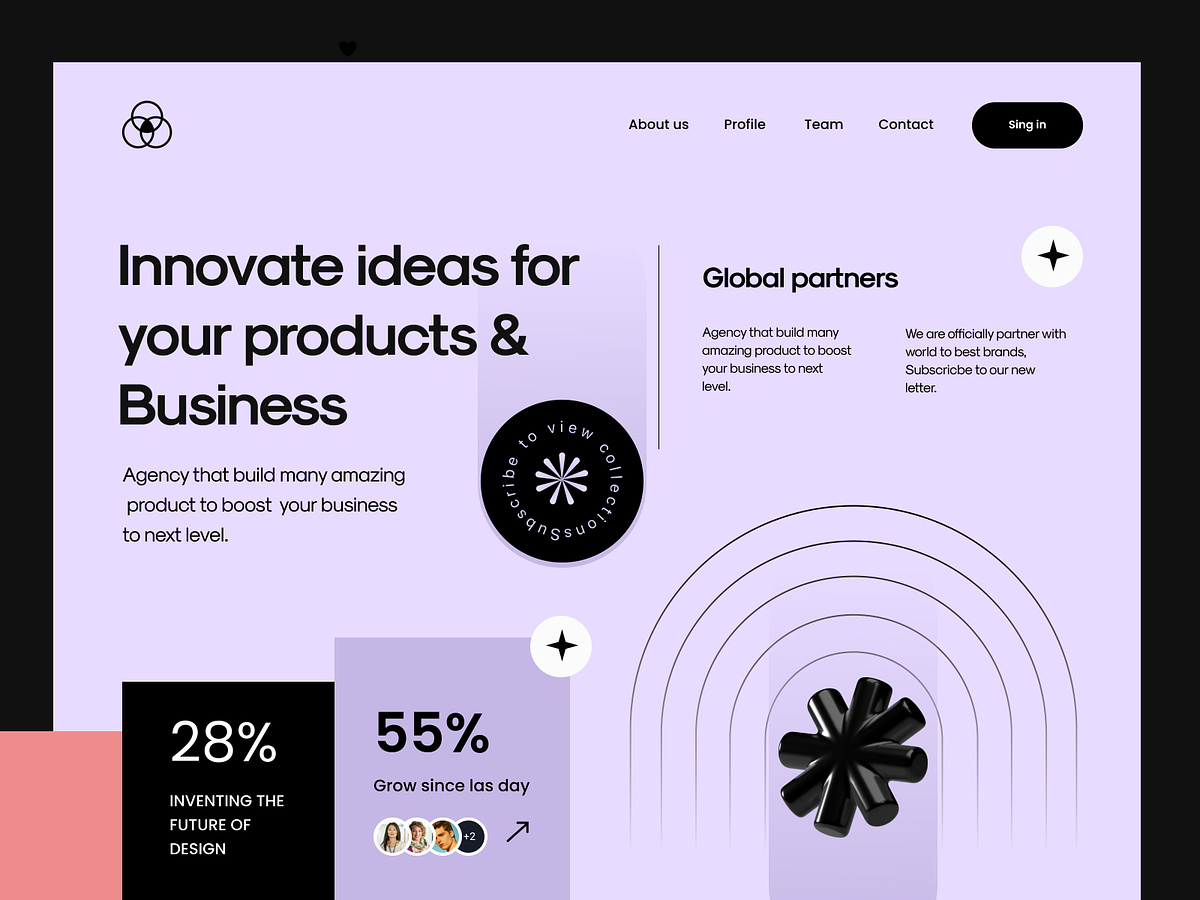 About us Profile Team Contact Sing in
Innovate ideas for
your products &
Business
Agency that build many amazing
product to boost your business
to next level.
Subscribe to view collections
Global partners
Agency that build many
amazing product to boost
your business to next
level.
We are officially partner with
world to best brands,
Subscricbe to our new
letter.
28%
INVENTING THE
FUTURE OF
DESIGN
55%
Grow since las day
+2